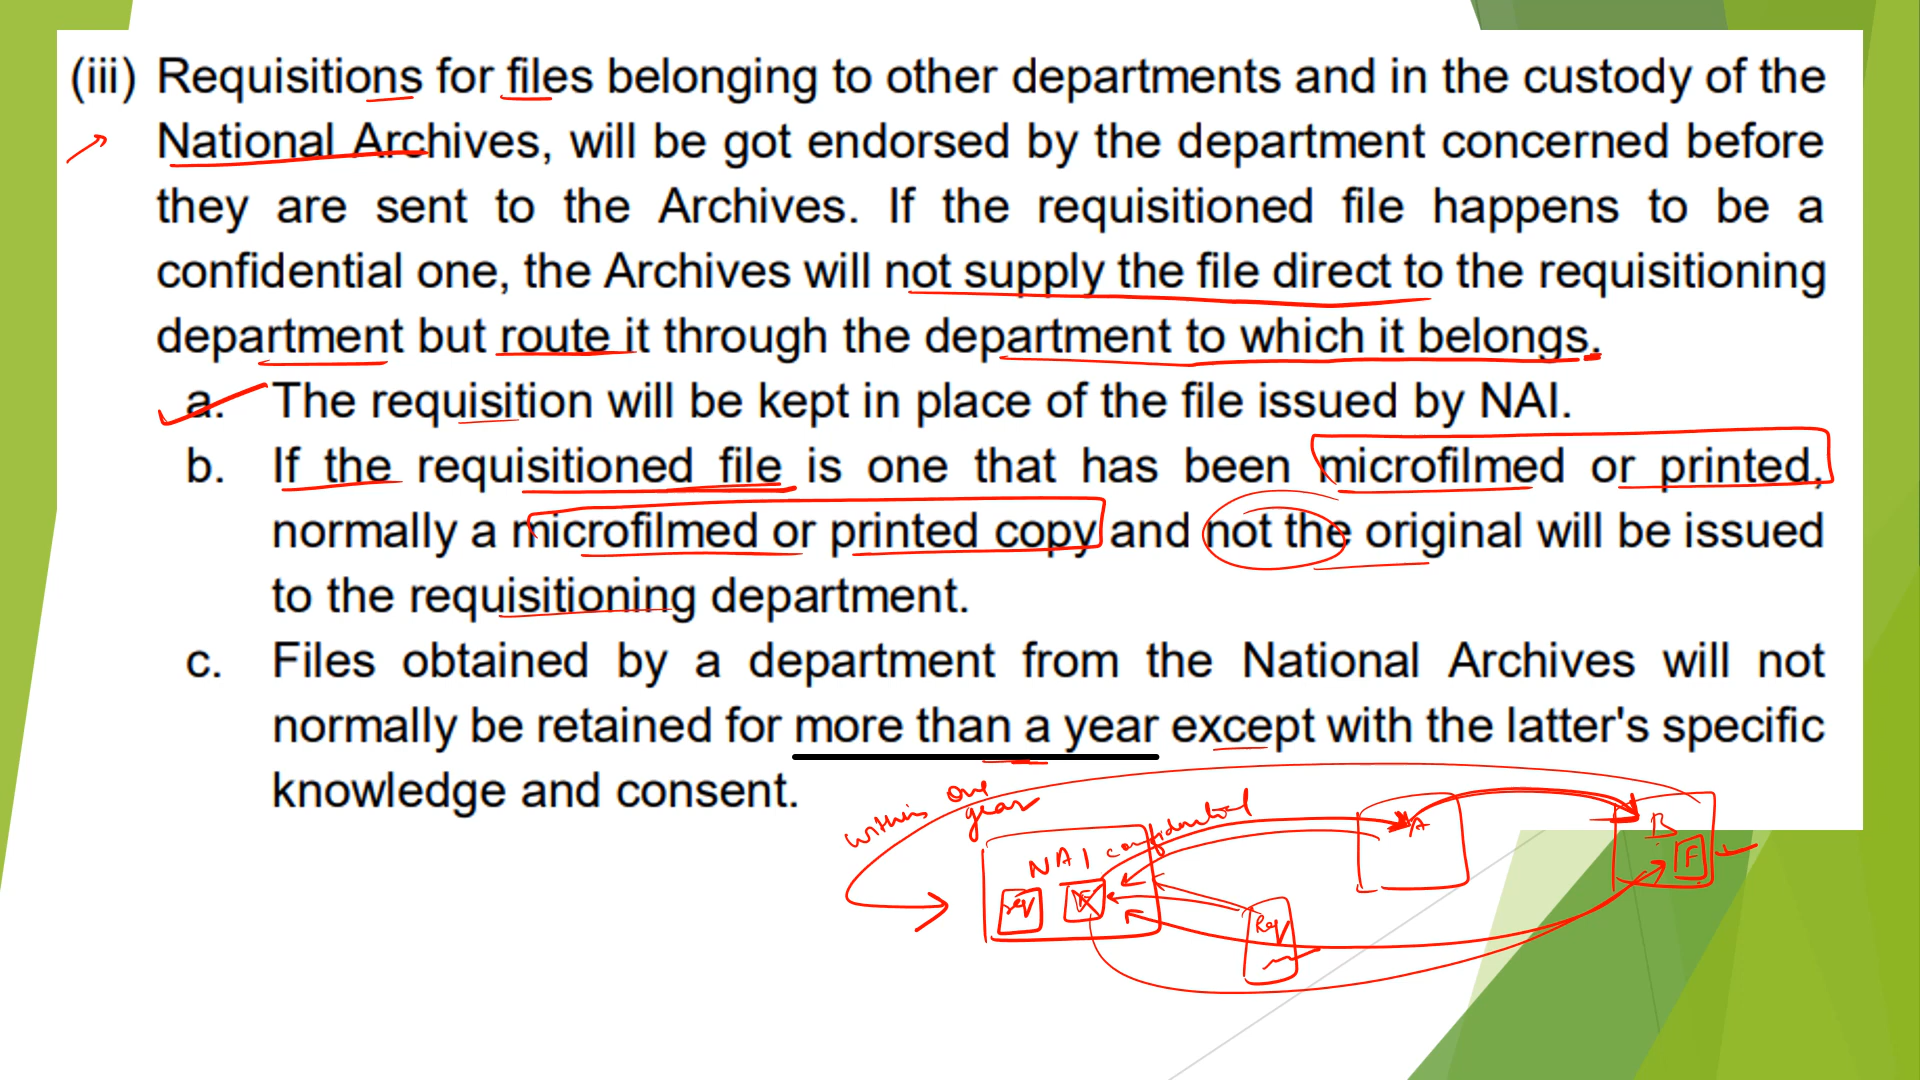 (iii) Requisitions for files belonging to other departments and in the custody of the
National Archives, will be got endorsed by the department concerned before
they are sent to the Archives. If the requisitioned file happens to be a
confidential one, the Archives will not supply the file direct to the requisitioning
department but route it through the department to which it belongs.
a. The requisition will be kept in place of the file issued by NAI.
b. If the requisitioned file is one that has been microfilmed or printed,
normally a microfilmed or printed copy and not the original will be issued
to the requisitioning department.
c. Files obtained by a department from the National Archives will not
normally be retained for more than a year except with the latter's specific
knowledge and consent.
within one
year
confidential
A
B
NAI
F
Req